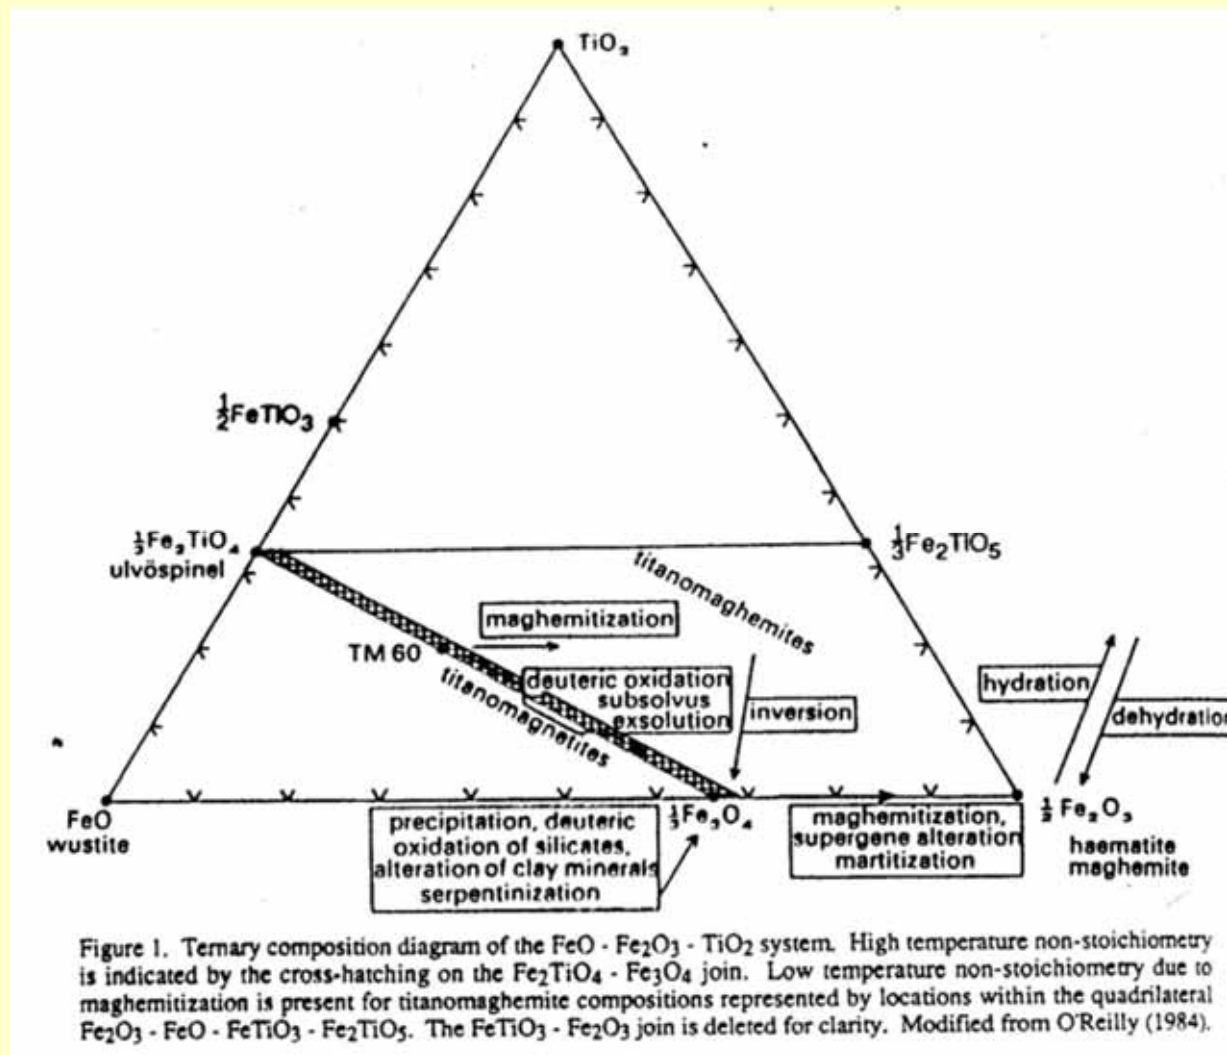 TiO₂
½FeTiO₃
⅓Fe₂TiO₄
ulvöspinel
⅓Fe₂TiO₅
titanomaghemites
maghemitization
TM 60
titanomagnetites
deuteric oxidation
subsolvus
exsolution
inversion
hydration
dehydration
FeO
wustite
⅓Fe₃O₄
½Fe₂O₃
haematite
maghemite
precipitation, deuteric
oxidation of silicates,
alteration of clay minerals
serpentinization
maghemitization,
supergene alteration
martitization
Figure 1. Ternary composition diagram of the FeO - Fe₂O₃ - TiO₂ system. High temperature non-stoichiometry
is indicated by the cross-hatching on the Fe₂TiO₄ - Fe₃O₄ join. Low temperature non-stoichiometry due to
maghemitization is present for titanomaghemite compositions represented by locations within the quadrilateral
Fe₂O₃ - FeO - FeTiO₃ - Fe₂TiO₅. The FeTiO₃ - Fe₂O₃ join is deleted for clarity. Modified from O'Reilly (1984).